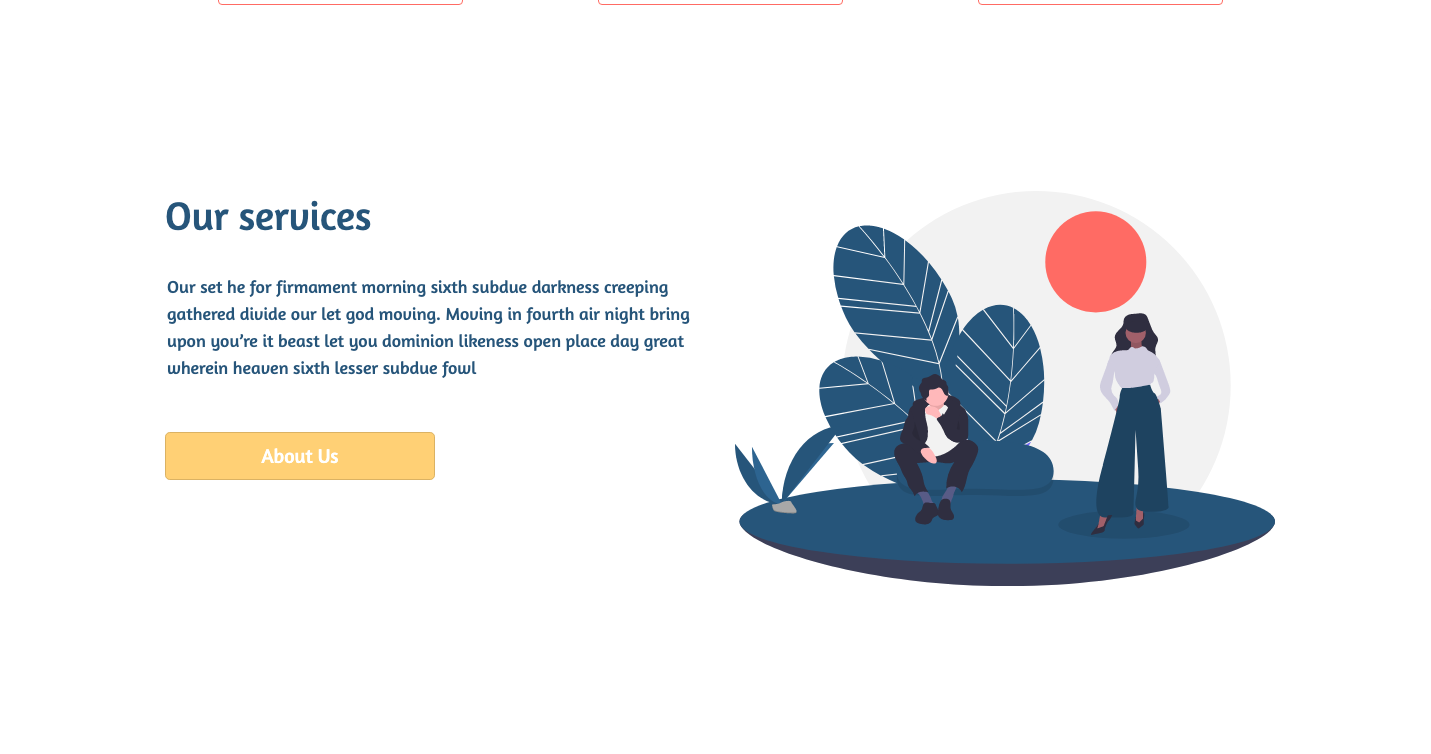 Our services
Our set he for firmament morning sixth subdue darkness creeping
gathered divide our let god moving. Moving in fourth air night bring
upon you’re it beast let you dominion likeness open place day great
wherein heaven sixth lesser subdue fowl
About Us